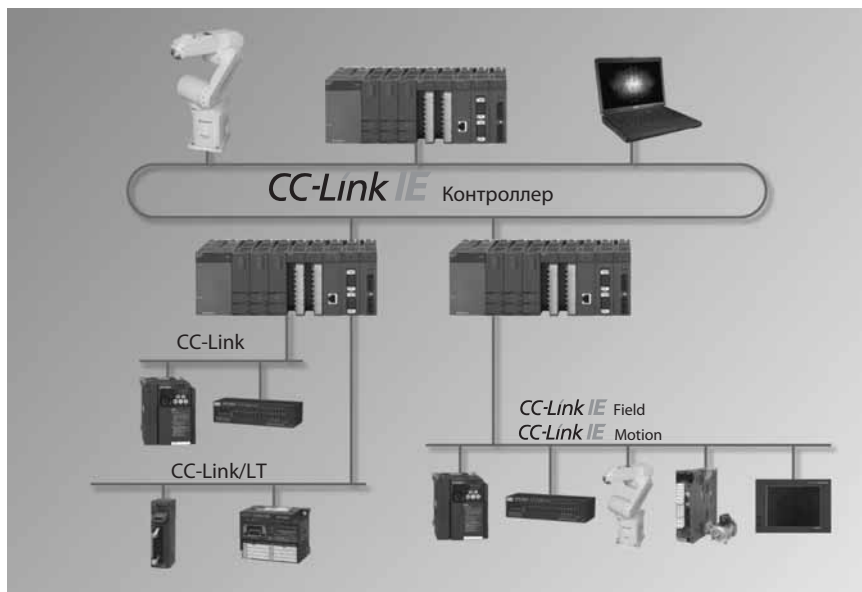 CC-Link IE Контроллер
CC-Link
CC-Link IE Field
CC-Link IE Motion
CC-Link/LT